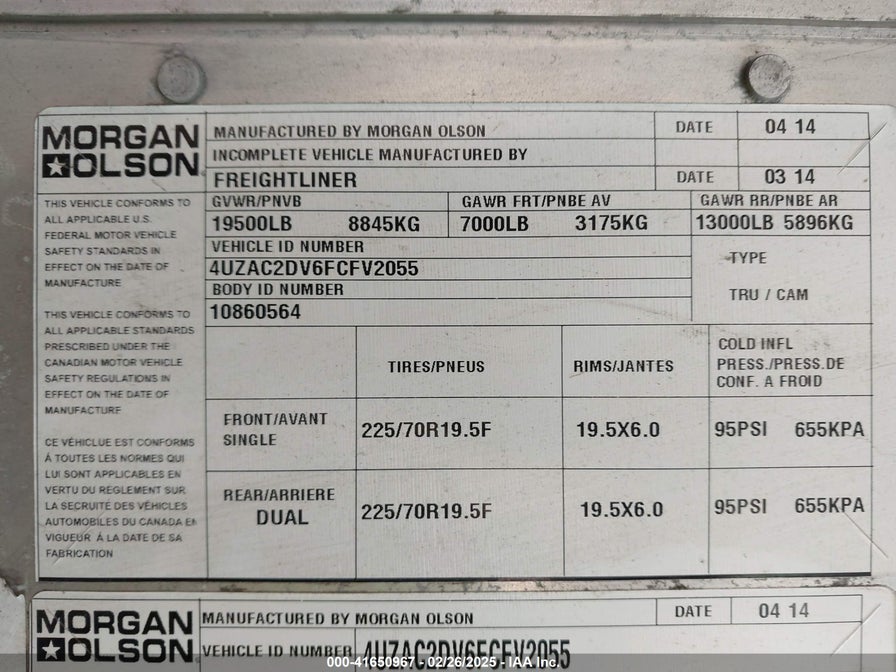 MORGAN
OLSON
MANUFACTURED BY MORGAN OLSON DATE 04 14
INCOMPLETE VEHICLE MANUFACTURED BY
FREIGHTLINER DATE 03 14
THIS VEHICLE CONFORMS TO
ALL APPLICABLE U.S.
FEDERAL MOTOR VEHICLE
SAFETY STANDARDS IN
EFFECT ON THE DATE OF
MANUFACTURE
THIS VEHICLE CONFORMS TO
ALL APPLICABLE STANDARDS
PRESCRIBED UNDER THE
CANADIAN MOTOR VEHICLE
SAFETY REGULATIONS IN
EFFECT ON THE DATE OF
MANUFACTURE
CE VÉHICLUE EST CONFORMS
Á TOUTES LES NORMES QUI
LUI SONT APPLICABLES EN
VERTU DU REGLEMENT SUR
LA SECRUITÉ DES VÉHICLES
AUTOMOBILES DU CANADA EN
VIGUEUR Á LA DATE DE SA
FABRICATION
GVWR/PNVB GAWR FRT/PNBE AV GAWR RR/PNBE AR
19500LB 8845KG 7000LB 3175KG 13000LB 5896KG
VEHICLE ID NUMBER
4UZAC2DV6FCFV2055
TYPE
BODY ID NUMBER
TRU / CAM
10860564
TIRES/PNEUS RIMS/JANTES
COLD INFL
PRESS./PRESS.DE
CONF. A FROID
FRONT/AVANT
SINGLE
225/70R19.5F 19.5X6.0 95PSI 655KPA
REAR/ARRIERE
DUAL
225/70R19.5F 19.5X6.0 95PSI 655KPA
MORGAN
OLSON
MANUFACTURED BY MORGAN OLSON DATE 04 14
VEHICLE ID NUMBER 4UZAC2DV6FCFV2055
000-41650967 - 02/26/2025 - IAA Inc.